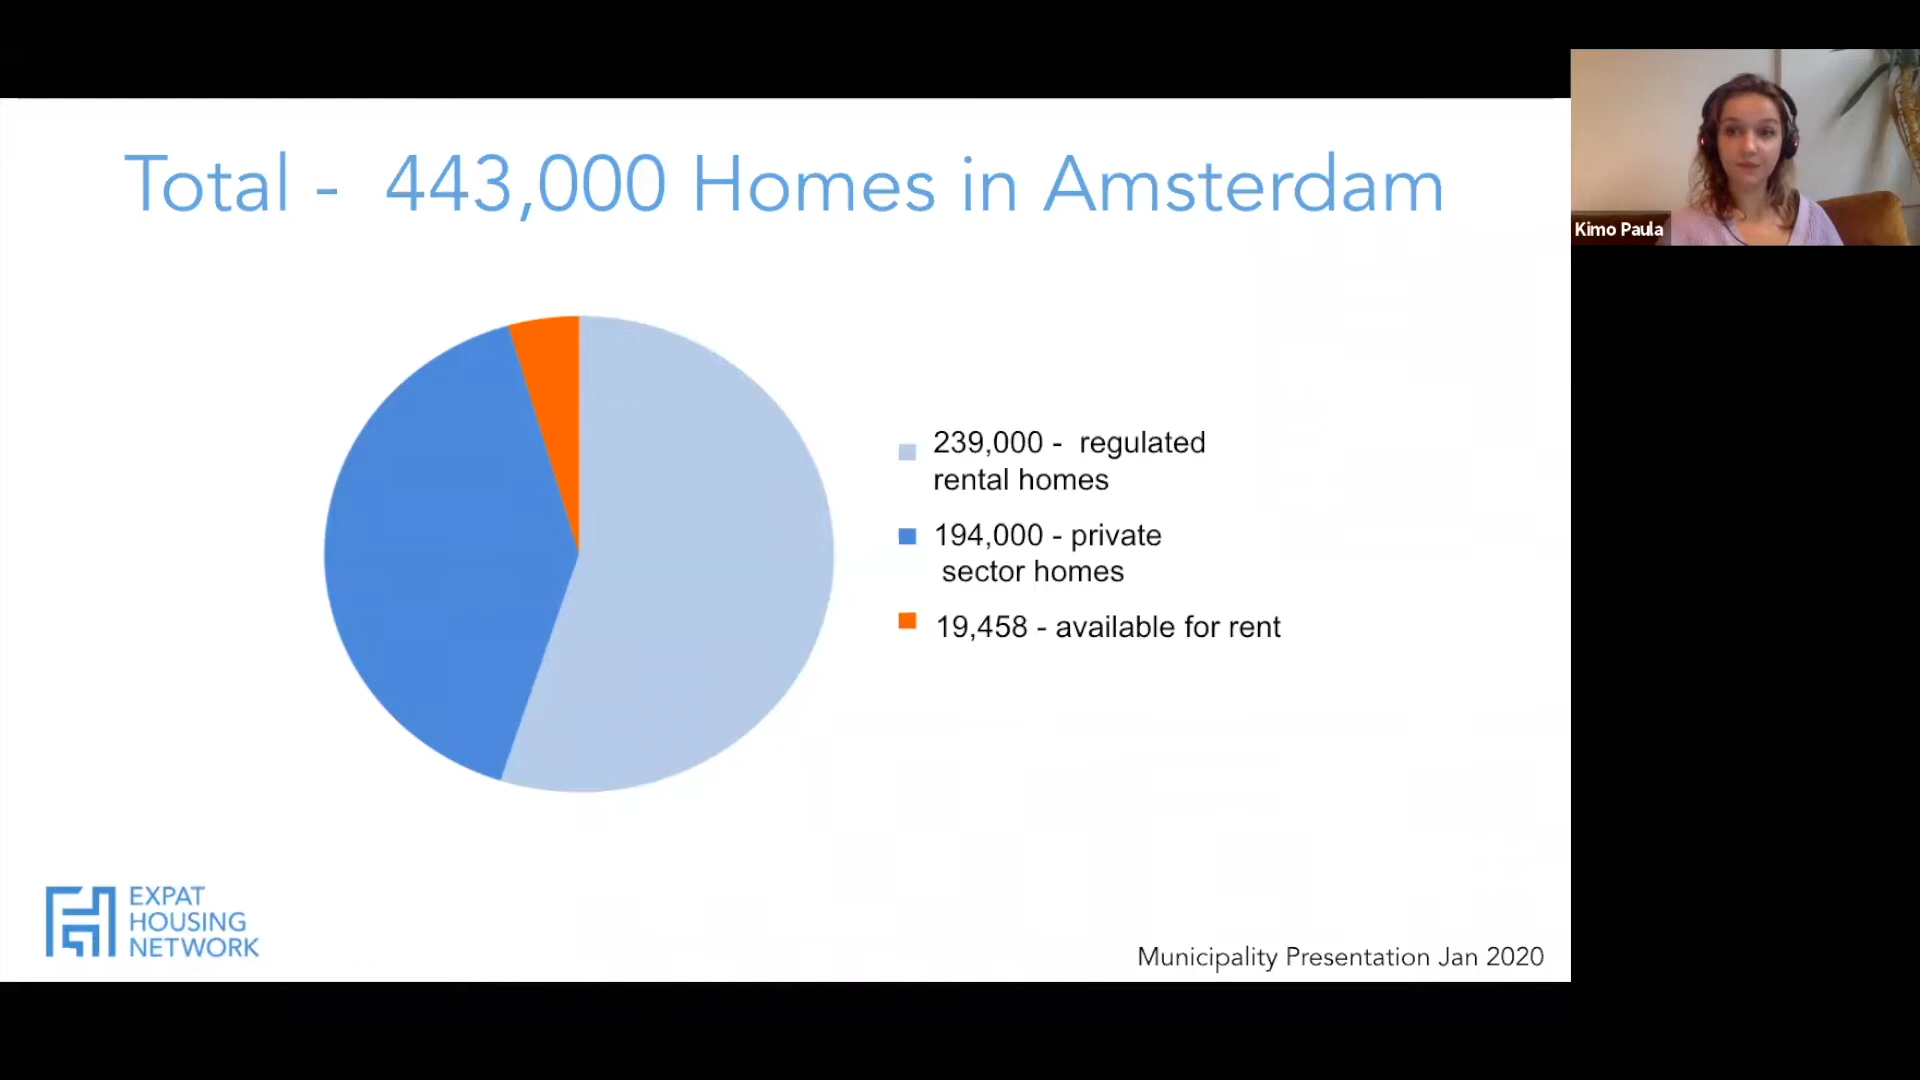 Total - 443,000 Homes in Amsterdam
Kimo Paula
239,000 - regulated
rental homes
194,000 - private
sector homes
19,458 - available for rent
EXPAT
HOUSING
NETWORK
Municipality Presentation Jan 2020